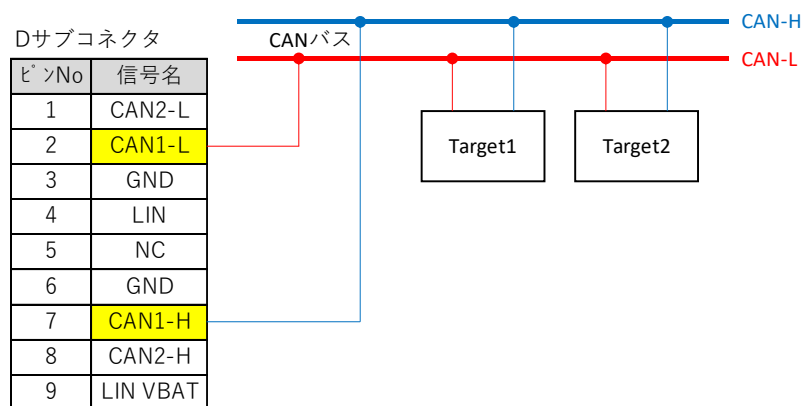 CAN-H
Dサブコネクタ
CANバス
CAN-L
ﾋﾟﾝNo 信号名
1 CAN2-L
2 CAN1-L
3 GND
4 LIN
5 NC
6 GND
7 CAN1-H
8 CAN2-H
9 LIN VBAT
Target1
Target2